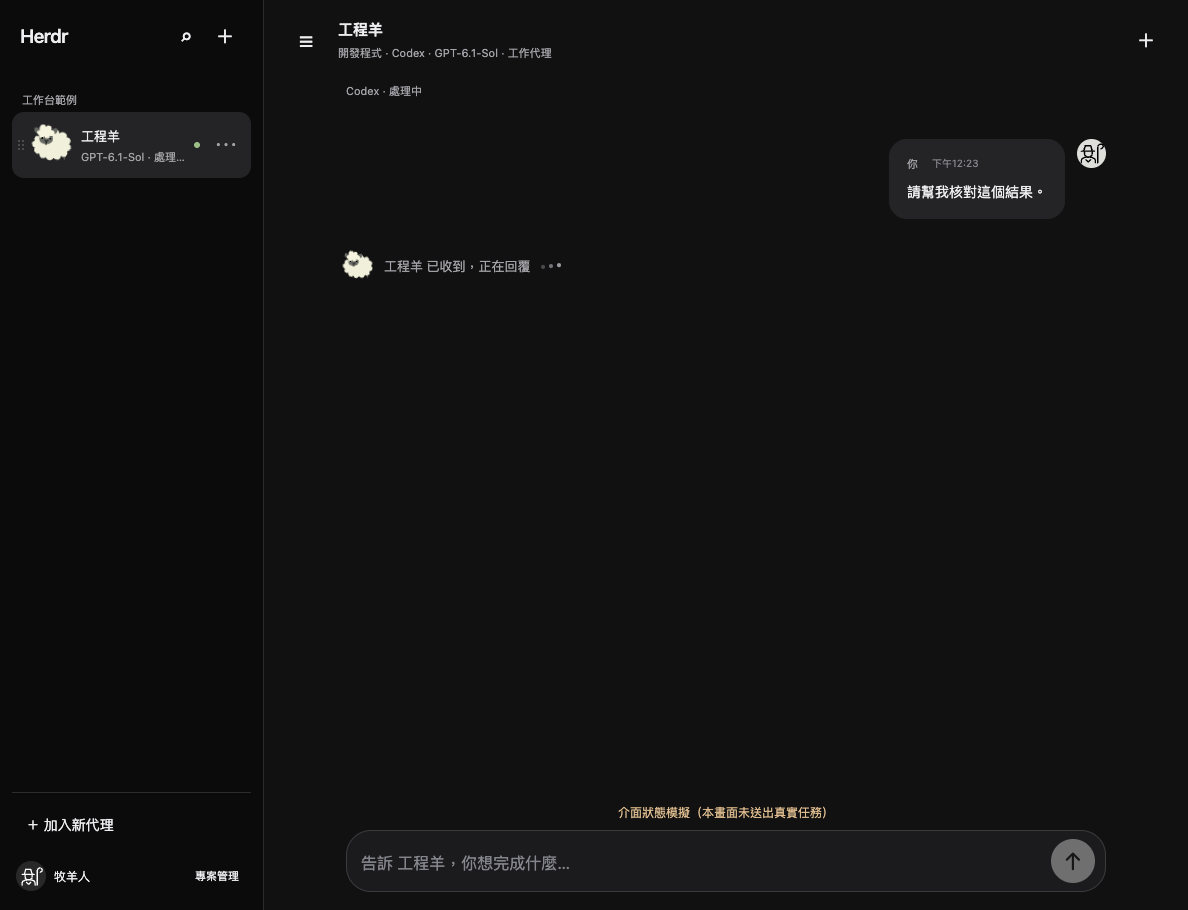 Herdr
工作台範例
工程羊
GPT-6.1-Sol · 處理...
+ 加入新代理
牧羊人
專案管理
工程羊
開發程式 · Codex · GPT-6.1-Sol · 工作代理
Codex · 處理中
你 下午12:23
請幫我核對這個結果。
工程羊 已收到，正在回覆
介面狀態模擬（本畫面未送出真實任務）
告訴 工程羊，你想完成什麼...